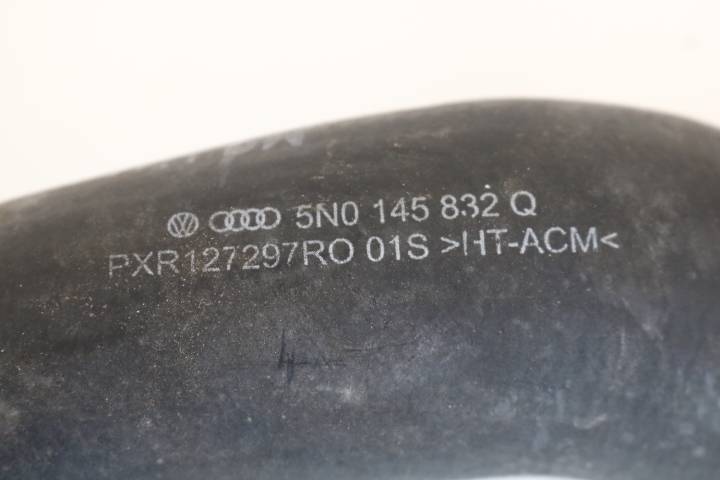 5N0 145 832 Q
PXR127297RO 01S >HT-ACM<